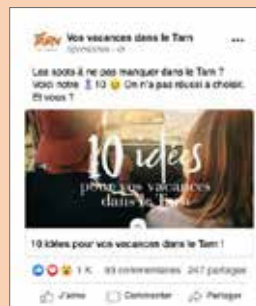 TARN
Vos vacances dans le Tarn
Les spots à ne pas manquer dans le Tarn ?
Voici notre 10 On n'a pas réussi à choisir.
Et vous ?
10 idées
pour vos vacances
dans le Tarn
10 idées pour vos vacances dans le Tarn !
1 K 93 commentaires 247 partages
J'aime Commenter Partager